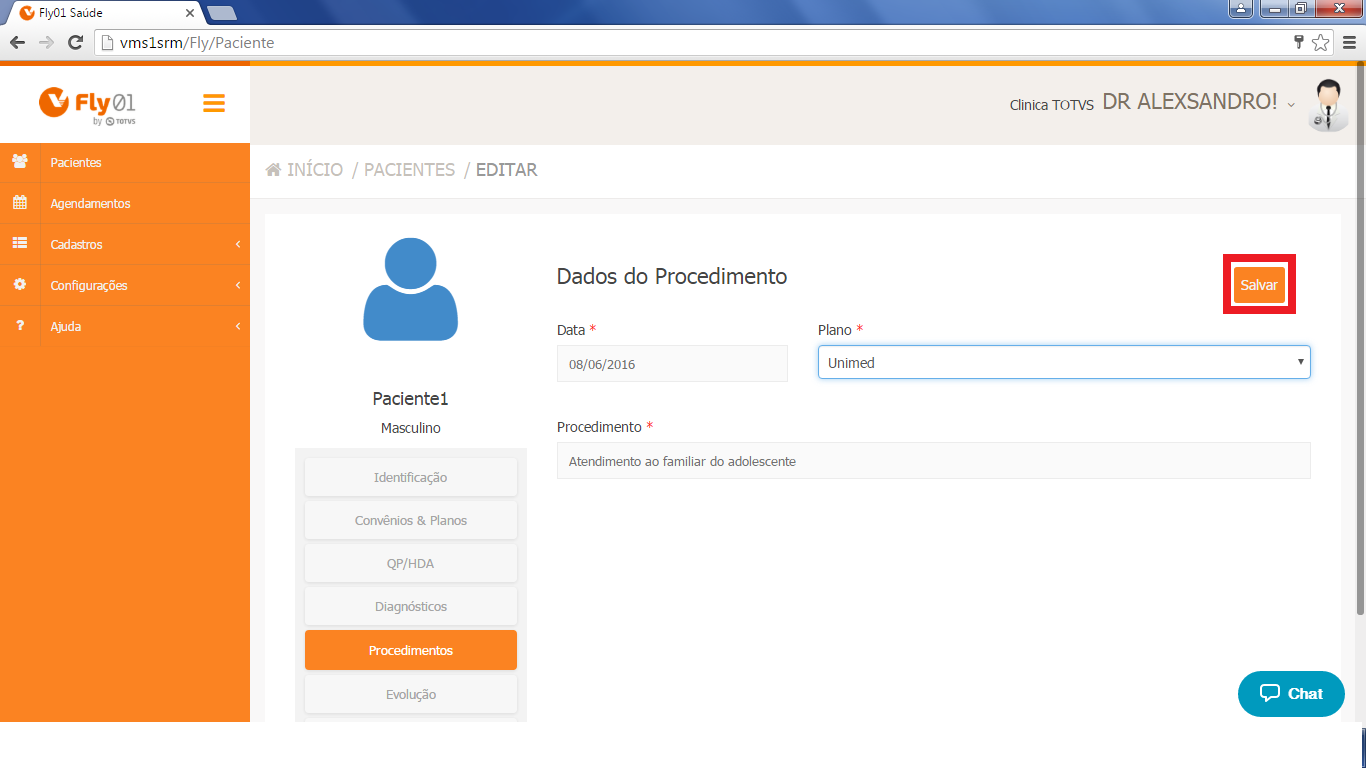 Fly01 Saúde
vms1srm/Fly/Paciente
Fly01
by TOTVS
Clinica TOTVS DR ALEXSANDRO!
Pacientes
Agendamentos
Cadastros
Configurações
? Ajuda
INÍCIO / PACIENTES / EDITAR
Paciente1
Masculino
Identificação
Convênios & Planos
QP/HDA
Diagnósticos
Procedimentos
Evolução
Dados do Procedimento
Salvar
Data * Plano *
08/06/2016 Unimed
Procedimento *
Atendimento ao familiar do adolescente
Chat